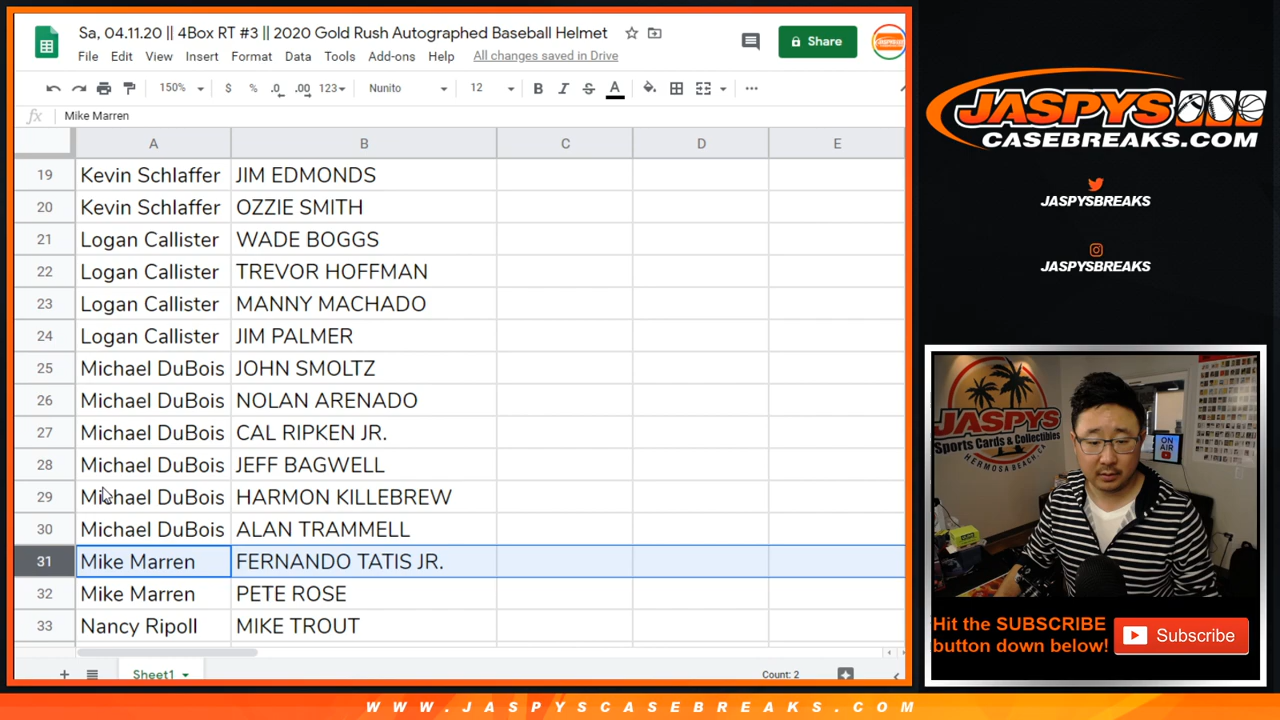 Sa, 04.11.20 || 4Box RT #3 || 2020 Gold Rush Autographed Baseball Helmet
File Edit View Insert Format Data Tools Add-ons Help All changes saved in Drive
Share
150% $ % .0 .00 123 Nunito 12 B I S A
fx Mike Marren
A B C D E
19 Kevin Schlaffer JIM EDMONDS
20 Kevin Schlaffer OZZIE SMITH
21 Logan Callister WADE BOGGS
22 Logan Callister TREVOR HOFFMAN
23 Logan Callister MANNY MACHADO
24 Logan Callister JIM PALMER
25 Michael DuBois JOHN SMOLTZ
26 Michael DuBois NOLAN ARENADO
27 Michael DuBois CAL RIPKEN JR.
28 Michael DuBois JEFF BAGWELL
29 Michael DuBois HARMON KILLEBREW
30 Michael DuBois ALAN TRAMMELL
31 Mike Marren FERNANDO TATIS JR.
32 Mike Marren PETE ROSE
33 Nancy Ripoll MIKE TROUT
Sheet1
Count: 2
JASPYS
CASEBREAKS.COM
JASPYSBREAKS
JASPYSBREAKS
JASPYS
Sports Cards & Collectibles
HERMOSA BEACH, CA
ON AIR
Hit the SUBSCRIBE
button down below!
Subscribe
WWW.JASPYSCASEBREAKS.COM